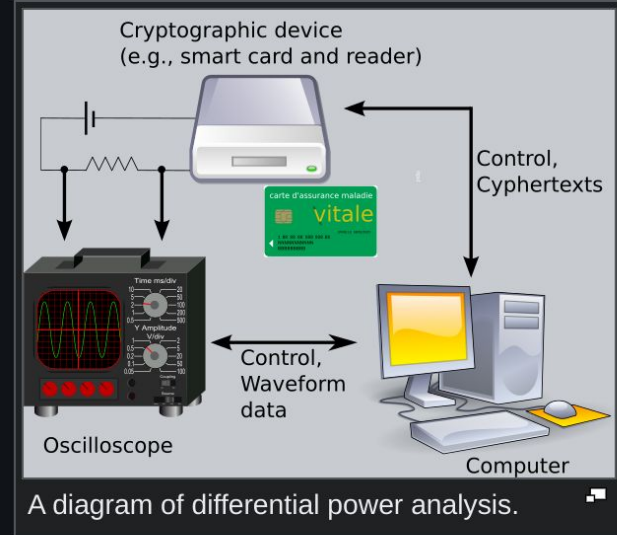 Cryptographic device
(e.g., smart card and reader)
Control,
Cyphertexts
carte d'assurance maladie
vitale
Time ms/div
Y Amplitude
V/div
Coupling
Control,
Waveform
data
Oscilloscope
Computer
A diagram of differential power analysis.